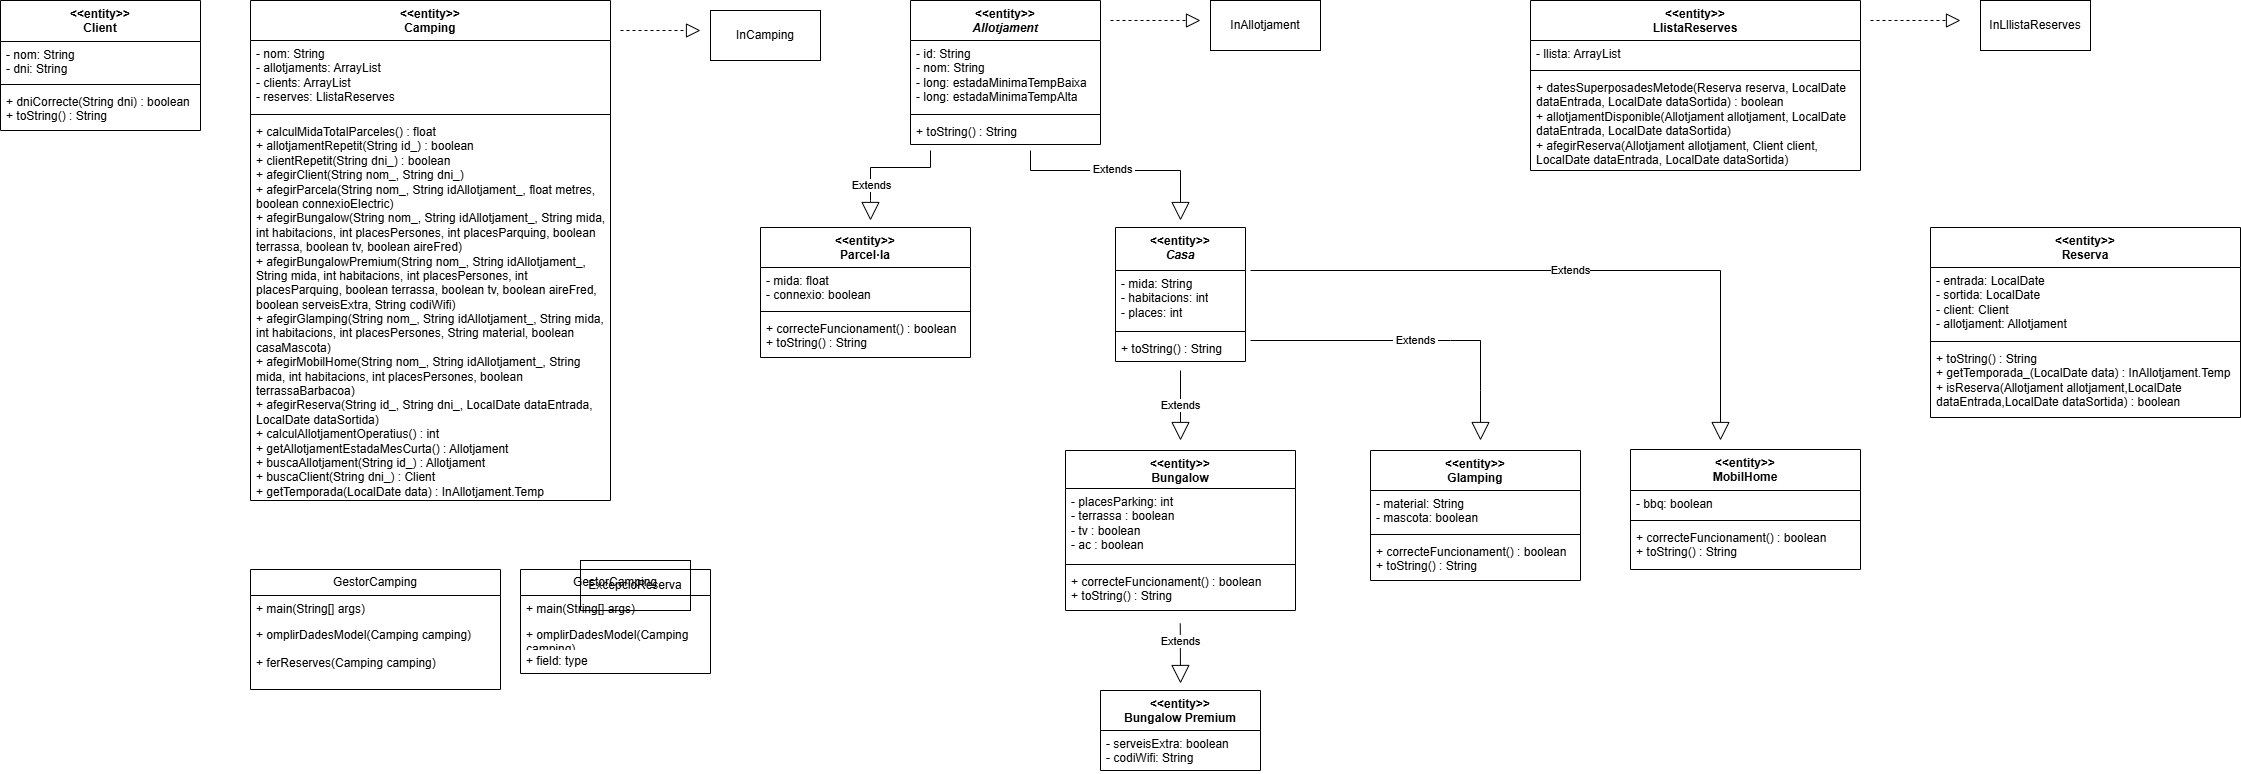 <<entity>>
Client
- nom: String
- dni: String
+ dniCorrecte(String dni) : boolean
+ toString() : String
<<entity>>
Camping
- nom: String
- allotjaments: ArrayList
- clients: ArrayList
- reserves: LlistaReserves
+ calculMidaTotalParceles() : float
+ allotjamentRepetit(String id_) : boolean
+ clientRepetit(String dni_) : boolean
+ afegirClient(String nom_, String dni_)
+ afegirParcela(String nom_, String idAllotjament_, float metres,
boolean connexioElectric)
+ afegirBungalow(String nom_, String idAllotjament_, String mida,
int habitacions, int placesPersones, int placesParquing, boolean
terrassa, boolean tv, boolean aireFred)
+ afegirBungalowPremium(String nom_, String idAllotjament_,
String mida, int habitacions, int placesPersones, int
placesParquing, boolean terrassa, boolean tv, boolean aireFred,
boolean serveisExtra, String codiWifi)
+ afegirGlamping(String nom_, String idAllotjament_, String mida,
int habitacions, int placesPersones, String material, boolean
casaMascota)
+ afegirMobilHome(String nom_, String idAllotjament_, String
mida, int habitacions, int placesPersones, boolean
terrassaBarbacoa)
+ afegirReserva(String id_, String dni_, LocalDate dataEntrada,
LocalDate dataSortida)
+ calculAllotjamentOperatius() : int
+ getAllotjamentEstadaMesCurta() : Allotjament
+ buscaAllotjament(String id_) : Allotjament
+ buscaClient(String dni_) : Client
+ getTemporada(LocalDate data) : InAllotjament.Temp
InCamping
<<entity>>
Allotjament
- id: String
- nom: String
- long: estadaMinimaTempBaixa
- long: estadaMinimaTempAlta
+ toString() : String
InAllotjament
<<entity>>
LlistaReserves
- llista: ArrayList
+ datesSuperposadesMetode(Reserva reserva, LocalDate
dataEntrada, LocalDate dataSortida) : boolean
+ allotjamentDisponible(Allotjament allotjament, LocalDate
dataEntrada, LocalDate dataSortida)
+ afegirReserva(Allotjament allotjament, Client client,
LocalDate dataEntrada, LocalDate dataSortida)
InLllistaReserves
Extends
Extends
<<entity>>
Parcel·la
- mida: float
- connexio: boolean
+ correcteFuncionament() : boolean
+ toString() : String
<<entity>>
Casa
- mida: String
- habitacions: int
- places: int
+ toString() : String
Extends
Extends
Extends
<<entity>>
Reserva
- entrada: LocalDate
- sortida: LocalDate
- client: Client
- allotjament: Allotjament
+ toString() : String
+ getTemporada_(LocalDate data) : InAllotjament.Temp
+ isReserva(Allotjament allotjament,LocalDate
dataEntrada,LocalDate dataSortida) : boolean
<<entity>>
Bungalow
- placesParking: int
- terrassa : boolean
- tv : boolean
- ac : boolean
+ correcteFuncionament() : boolean
+ toString() : String
<<entity>>
Glamping
- material: String
- mascota: boolean
+ correcteFuncionament() : boolean
+ toString() : String
<<entity>>
MobilHome
- bbq: boolean
+ correcteFuncionament() : boolean
+ toString() : String
GestorCamping
+ main(String[] args)
+ omplirDadesModel(Camping camping)
+ ferReserves(Camping camping)
GestorCamping
ExcepcioReserva
+ main(String[] args)
+ omplirDadesModel(Camping
camping)
+ field: type
Extends
<<entity>>
Bungalow Premium
- serveisExtra: boolean
- codiWifi: String